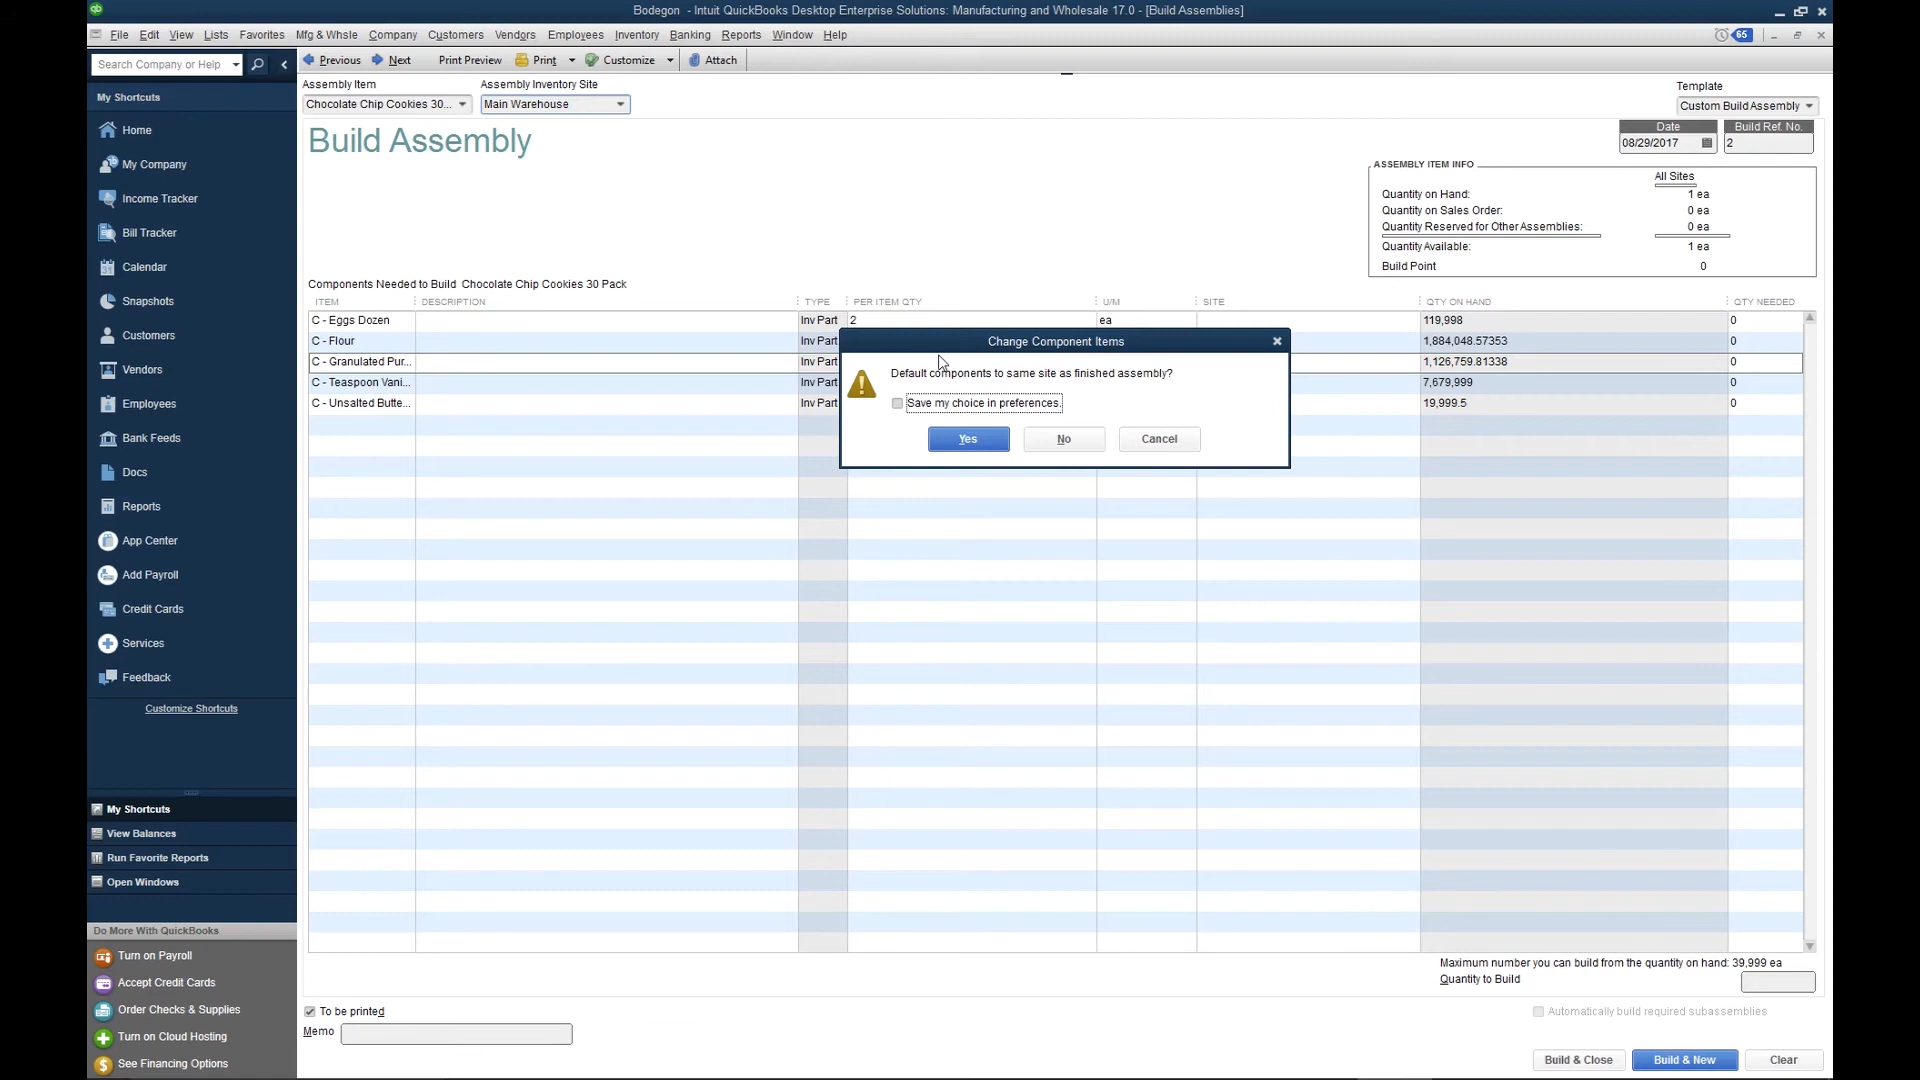 Bodegon - Intuit QuickBooks Desktop Enterprise Solutions: Manufacturing and Wholesale 17.0 - [Build Assemblies]
File Edit View Lists Favorites Mfg & Whsle Company Customers Vendors Employees Inventory Banking Reports Window Help
65
Search Company or Help
Previous Next Print Preview Print Customize Attach
My Shortcuts
Home
My Company
Income Tracker
Bill Tracker
Calendar
Snapshots
Customers
Vendors
Employees
Bank Feeds
Docs
Reports
App Center
Add Payroll
Credit Cards
Services
Feedback
Customize Shortcuts
My Shortcuts
View Balances
Run Favorite Reports
Open Windows
Do More With QuickBooks
Turn on Payroll
Accept Credit Cards
Order Checks & Supplies
Turn on Cloud Hosting
See Financing Options
Assembly Item Assembly Inventory Site Template
Chocolate Chip Cookies 30... Main Warehouse Custom Build Assembly
Build Assembly
Date Build Ref. No.
08/29/2017 2
ASSEMBLY ITEM INFO
All Sites
Quantity on Hand: 1 ea
Quantity on Sales Order: 0 ea
Quantity Reserved for Other Assemblies: 0 ea
Quantity Available: 1 ea
Build Point 0
Components Needed to Build Chocolate Chip Cookies 30 Pack
ITEM DESCRIPTION TYPE PER ITEM QTY U/M SITE QTY ON HAND QTY NEEDED
C - Eggs Dozen Inv Part 2 ea 119,998 0
C - Flour Inv Part 1,884,048.57353 0
C - Granulated Pur... Inv Part 1,126,759.81338 0
C - Teaspoon Vani... Inv Part 7,679,999 0
C - Unsalted Butte... Inv Part 19,999.5 0
Change Component Items
Default components to same site as finished assembly?
Save my choice in preferences.
Yes No Cancel
Maximum number you can build from the quantity on hand: 39,999 ea
Quantity to Build
To be printed
Automatically build required subassemblies
Memo
Build & Close Build & New Clear